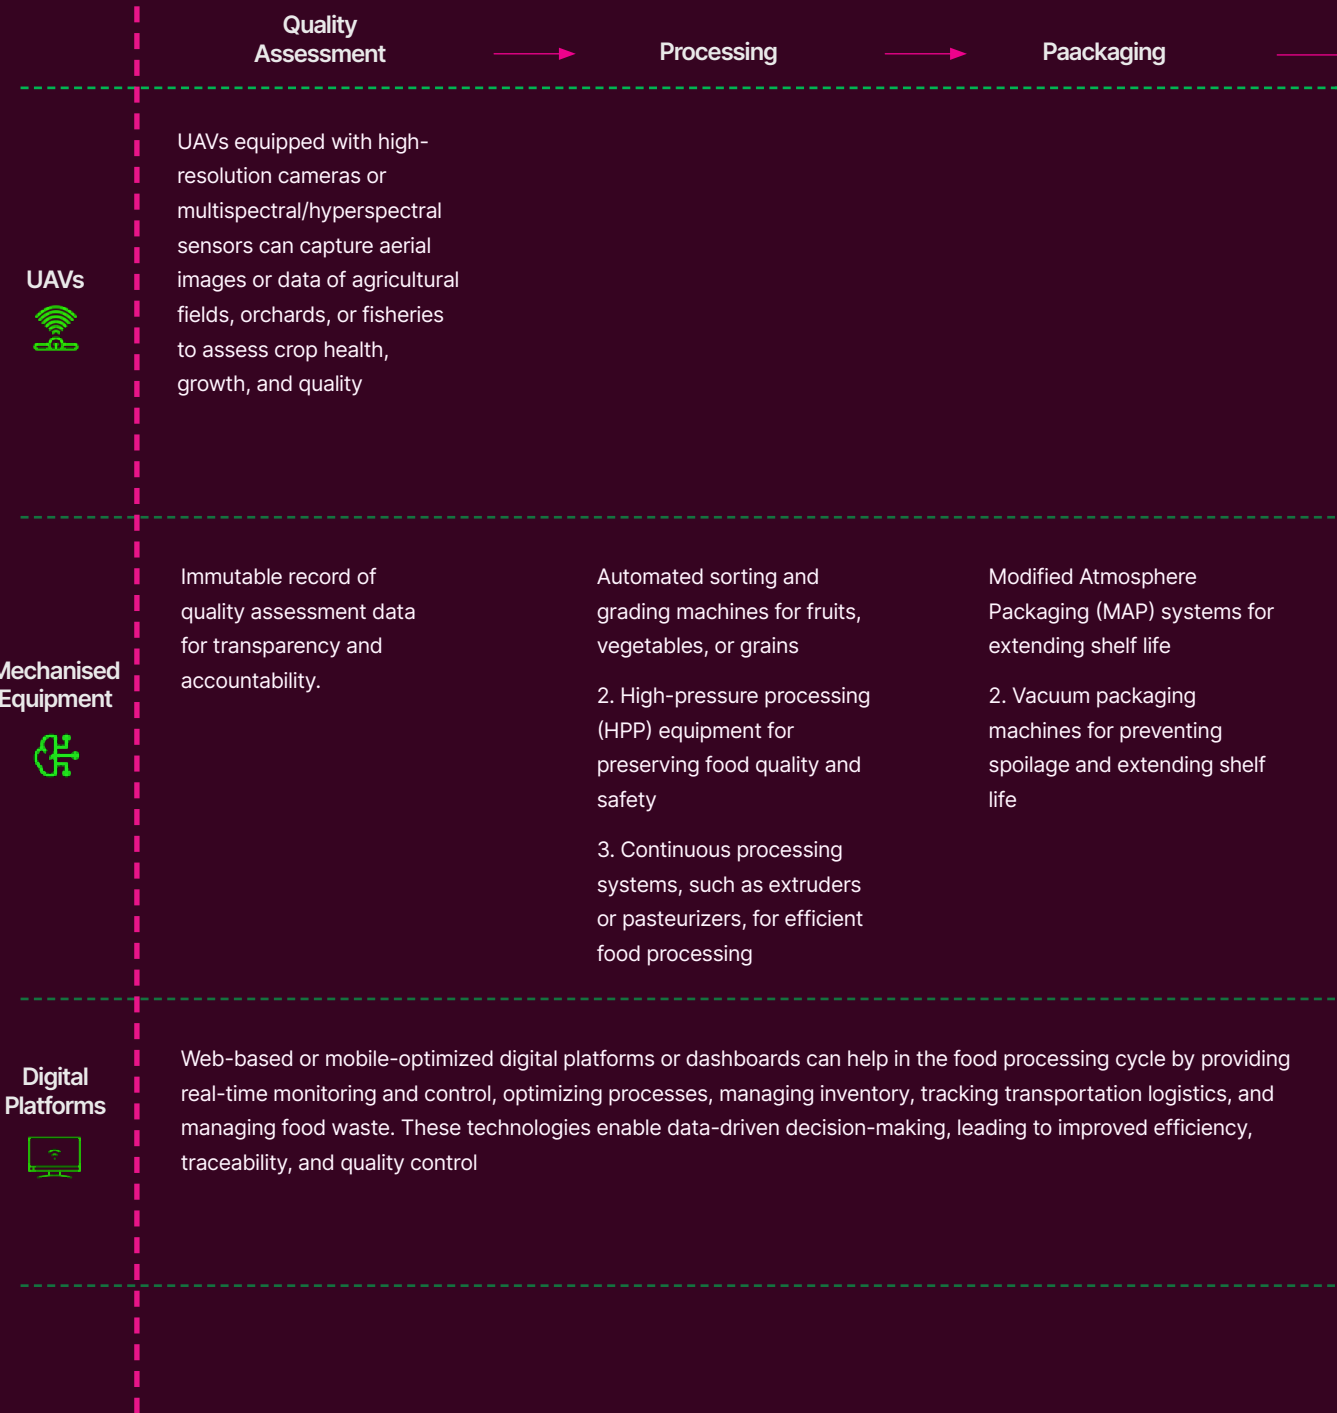 Quality
Assessment
Processing
Paackaging
UAVs
UAVs equipped with high-
resolution cameras or
multispectral/hyperspectral
sensors can capture aerial
images or data of agricultural
fields, orchards, or fisheries
to assess crop health,
growth, and quality
Mechanised
Equipment
Immutable record of
quality assessment data
for transparency and
accountability.
Automated sorting and
grading machines for fruits,
vegetables, or grains
2. High-pressure processing
(HPP) equipment for
preserving food quality and
safety
3. Continuous processing
systems, such as extruders
or pasteurizers, for efficient
food processing
Modified Atmosphere
Packaging (MAP) systems for
extending shelf life
2. Vacuum packaging
machines for preventing
spoilage and extending shelf
life
Digital
Platforms
Web-based or mobile-optimized digital platforms or dashboards can help in the food processing cycle by providing
real-time monitoring and control, optimizing processes, managing inventory, tracking transportation logistics, and
managing food waste. These technologies enable data-driven decision-making, leading to improved efficiency,
traceability, and quality control